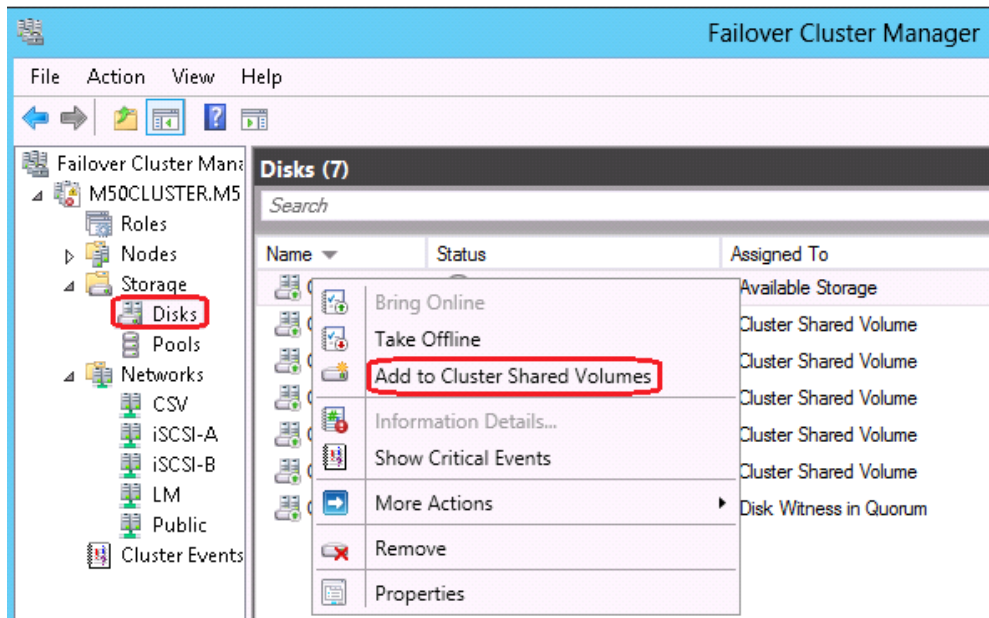 Failover Cluster Manager
File Action View Help
Failover Cluster Mana
M50CLUSTER.M5
Roles
Nodes
Storage
Disks
Pools
Networks
CSV
iSCSI-A
iSCSI-B
LM
Public
Cluster Events
Disks (7)
Search
Name Status Assigned To
Available Storage
Cluster Shared Volume
Cluster Shared Volume
Cluster Shared Volume
Cluster Shared Volume
Cluster Shared Volume
Disk Witness in Quorum
Bring Online
Take Offline
Add to Cluster Shared Volumes
Information Details...
Show Critical Events
More Actions
Remove
Properties